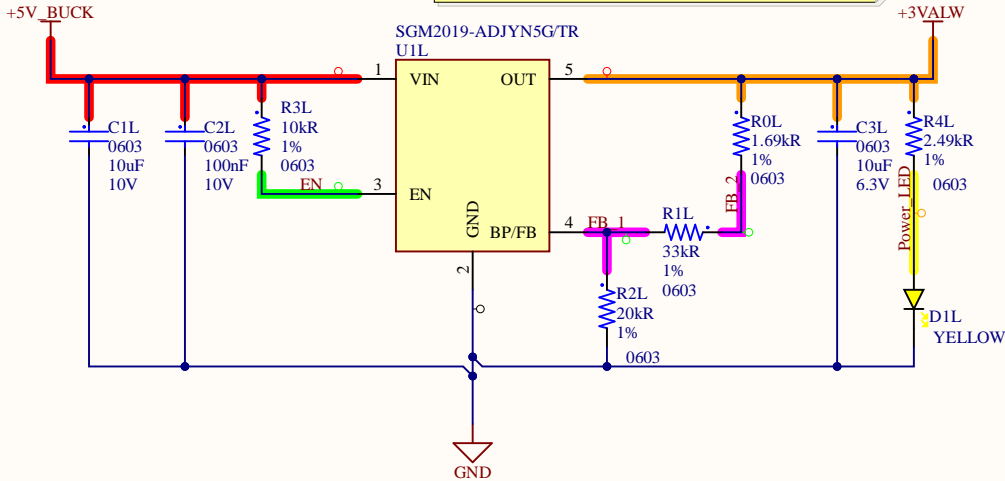 +5V_BUCK
+3VALW
SGM2019-ADJYN5G/TR
U1L
1
VIN
OUT
5
C1L
0603
10uF
10V
C2L
0603
100nF
10V
R3L
10kR
1%
0603
EN
3
EN
GND
2
BP/FB
4
FB_1
R1L
33kR
1%
0603
FB_2
R0L
1.69kR
1%
0603
C3L
0603
10uF
6.3V
R4L
2.49kR
1%
0603
Power_LED
R2L
20kR
1%
0603
D1L
YELLOW
GND